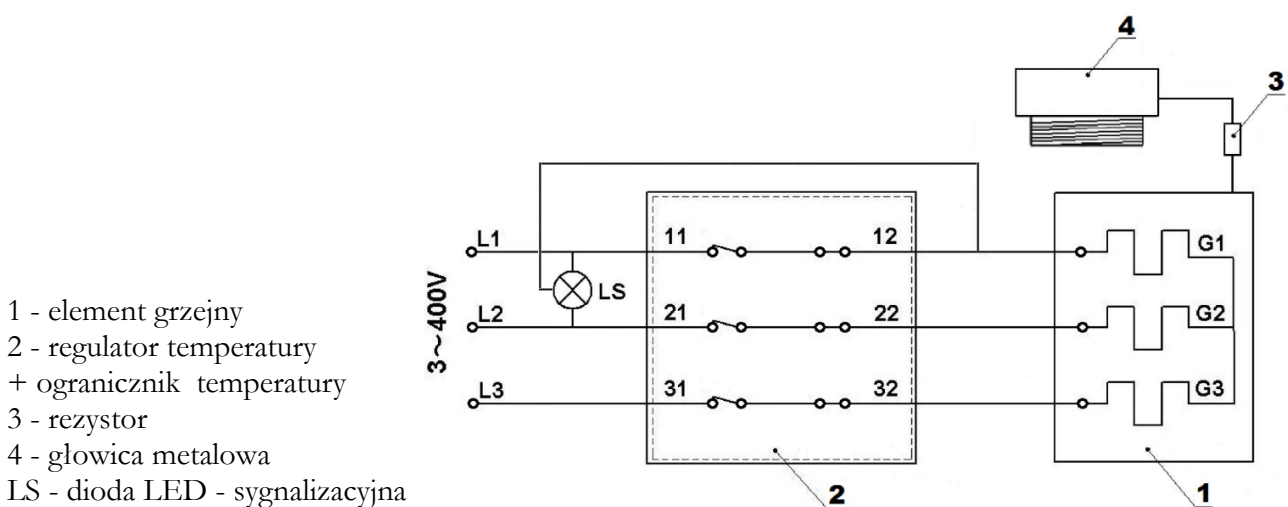 4
3
L1
11
12
G1
LS
L2
21
22
G2
3~400V
L3
31
32
G3
2
1
1 - element grzejny
2 - regulator temperatury
+ ogranicznik temperatury
3 - rezystor
4 - głowica metalowa
LS - dioda LED - sygnalizacyjna